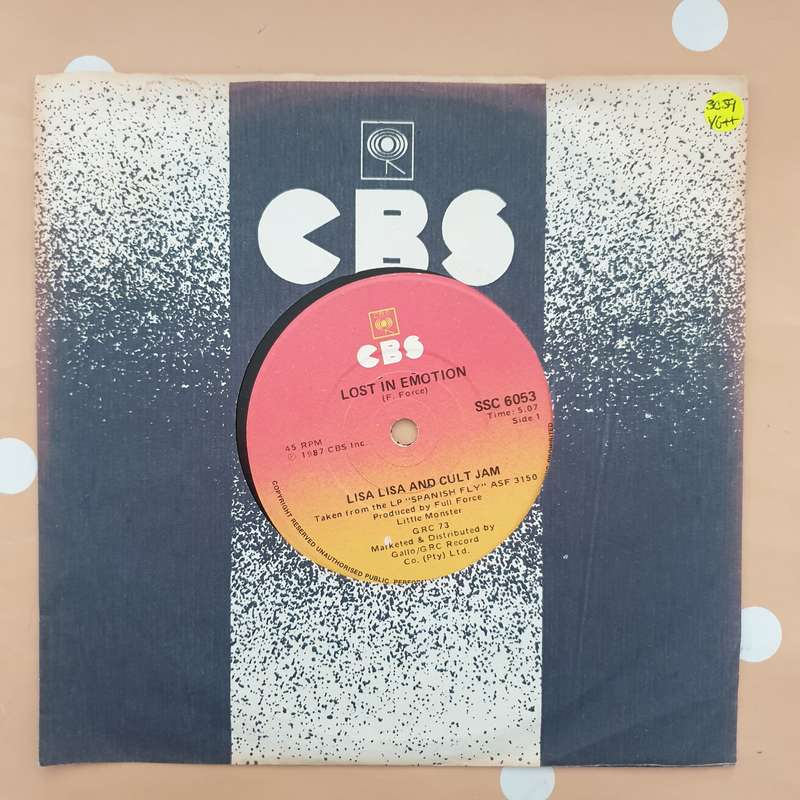 3059
VG++
CBS
CBS
LOST IN EMOTION
(F. Force)
SSC 6053
Time: 5.07
Side 1
45 RPM
℗ 1987 CBS Inc.
LISA LISA AND CULT JAM
Taken from the LP "SPANISH FLY" ASF 3150
Produced by Full Force
Little Monster
GRC 73
Marketed & Distributed by
Gallo/GRC Record
Co. (Pty) Ltd.
COPYRIGHT RESERVED UNAUTHORISED PUBLIC